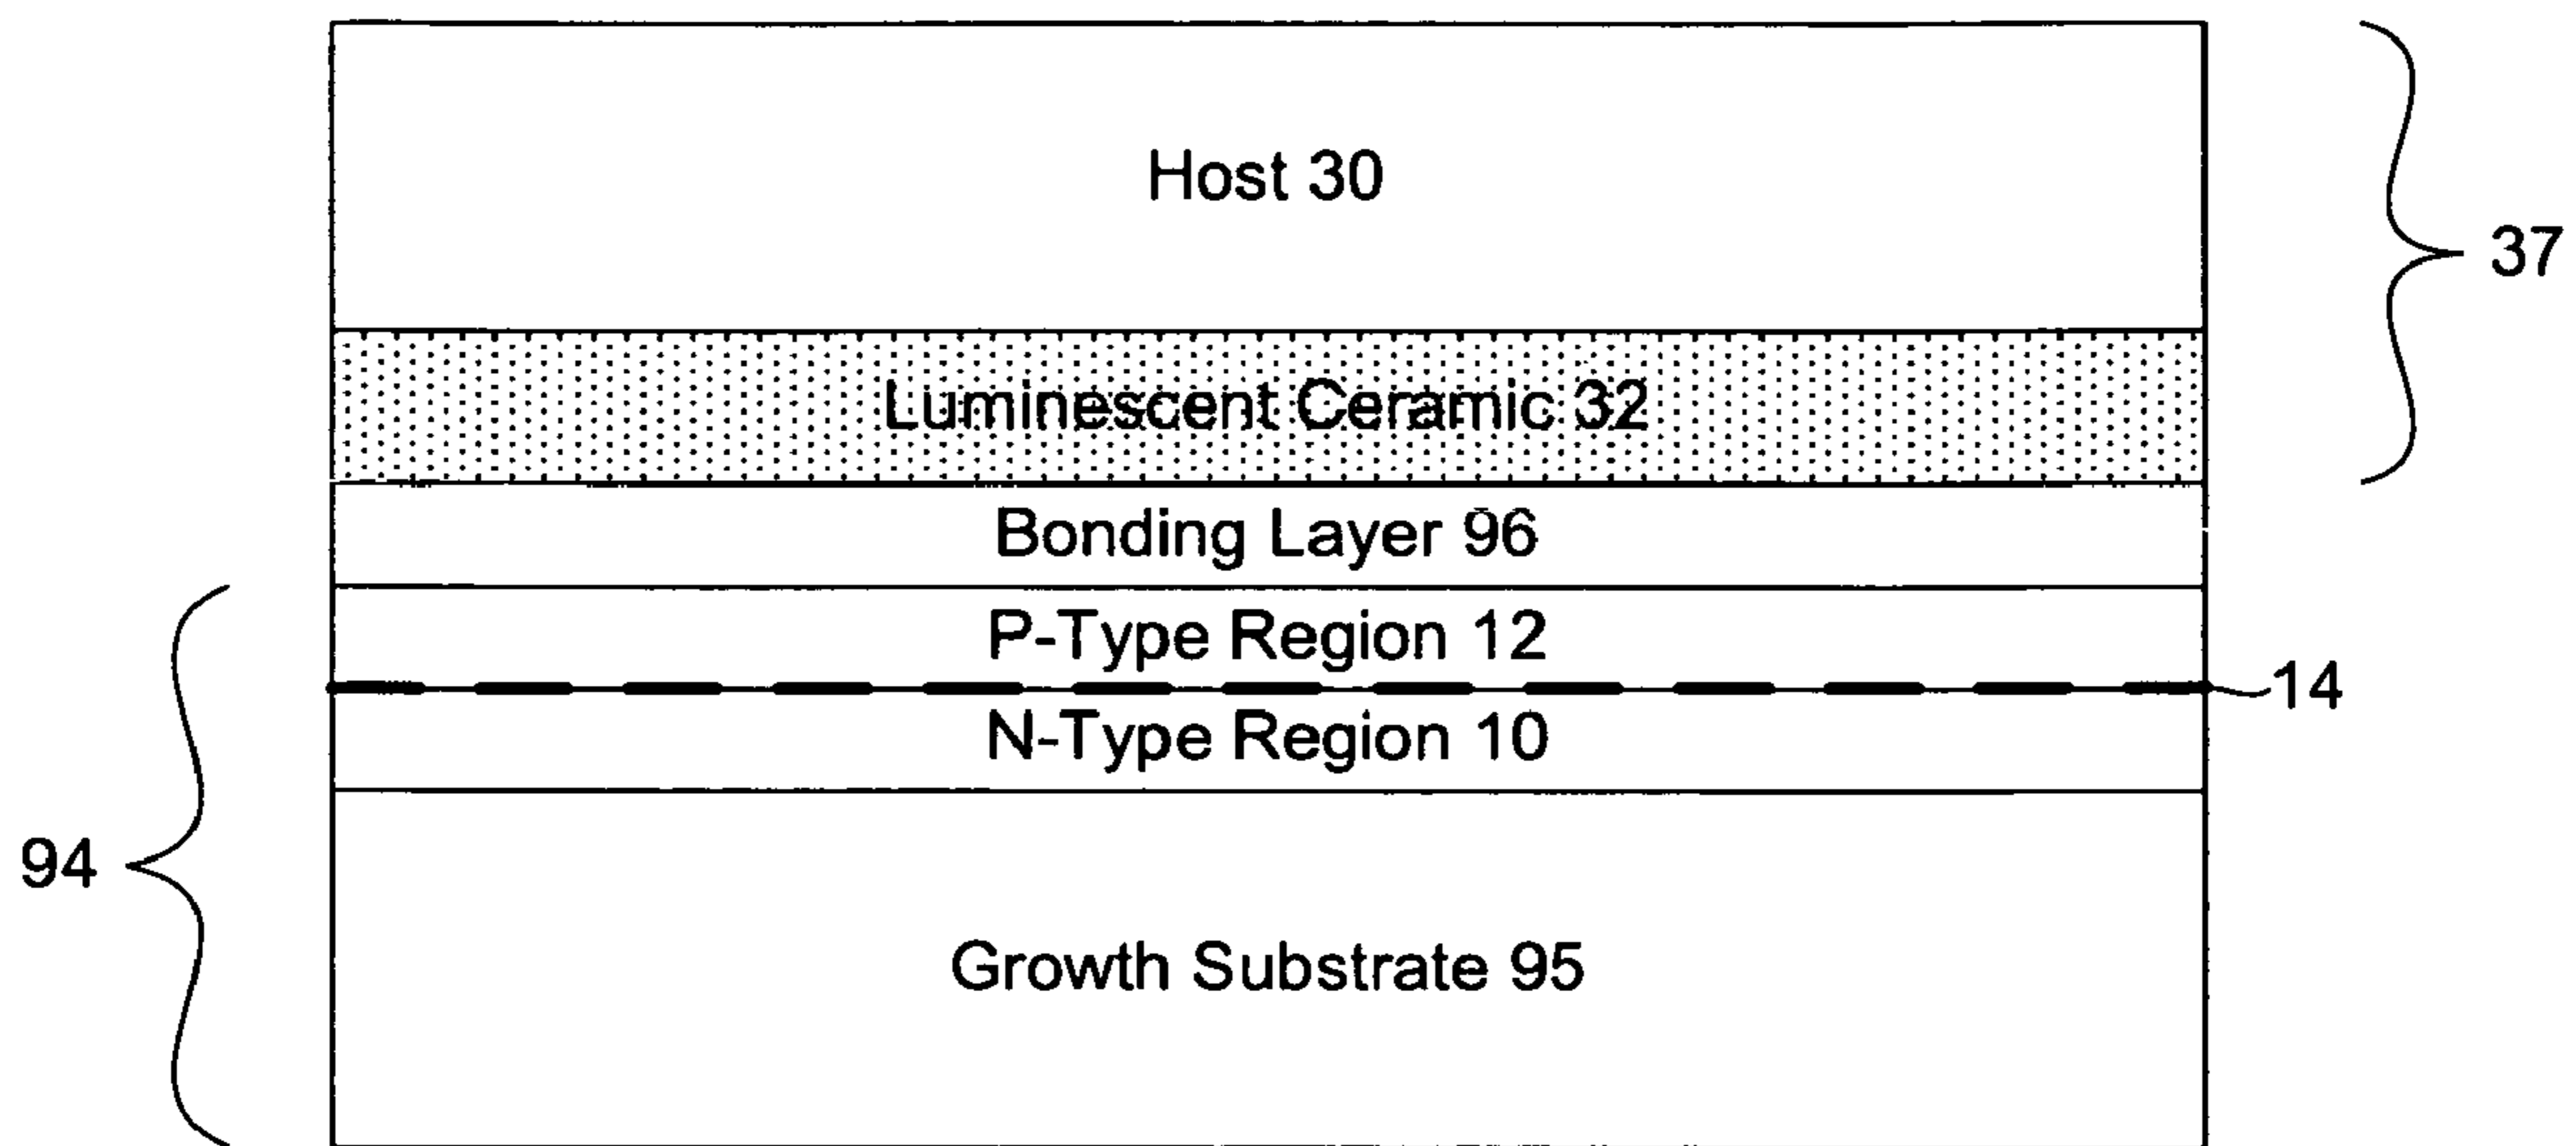 Host 30
37
Luminescent Ceramic 32
Bonding Layer 96
P-Type Region 12
14
N-Type Region 10
94
Growth Substrate 95